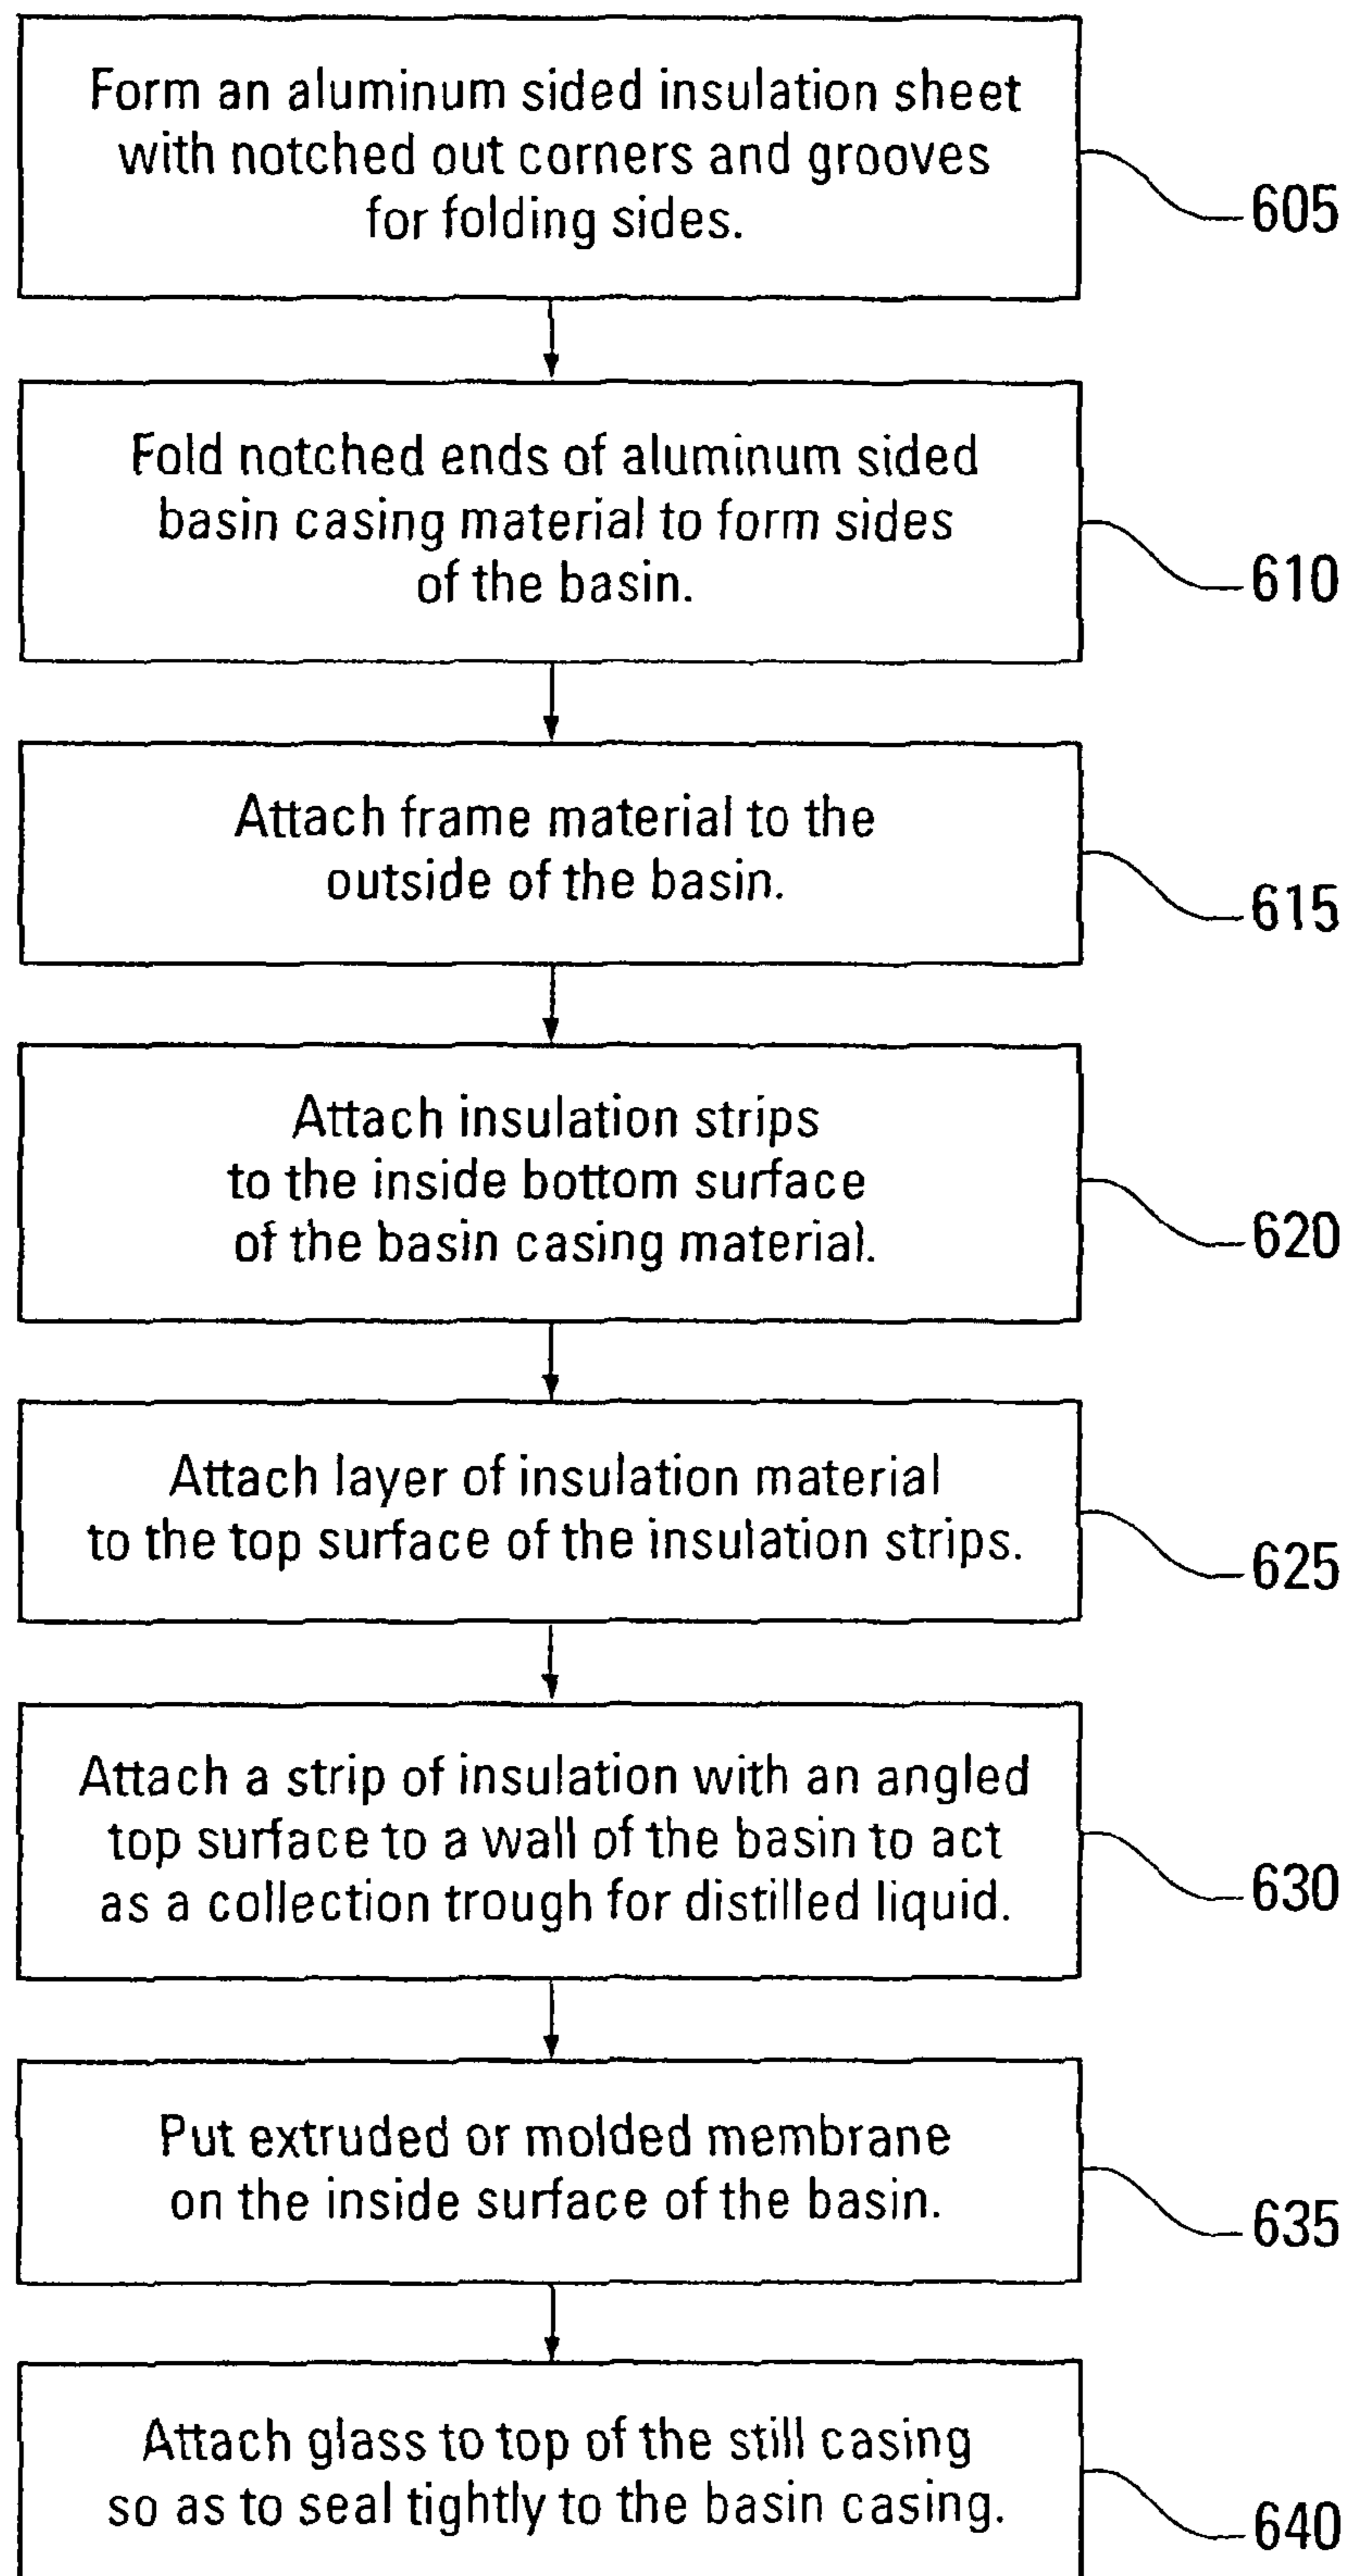 Form an aluminum sided insulation sheet
with notched out corners and grooves
for folding sides.
605
Fold notched ends of aluminum sided
basin casing material to form sides
of the basin.
610
Attach frame material to the
outside of the basin.
615
Attach insulation strips
to the inside bottom surface
of the basin casing material.
620
Attach layer of insulation material
to the top surface of the insulation strips.
625
Attach a strip of insulation with an angled
top surface to a wall of the basin to act
as a collection trough for distilled liquid.
630
Put extruded or molded membrane
on the inside surface of the basin.
635
Attach glass to top of the still casing
so as to seal tightly to the basin casing.
640